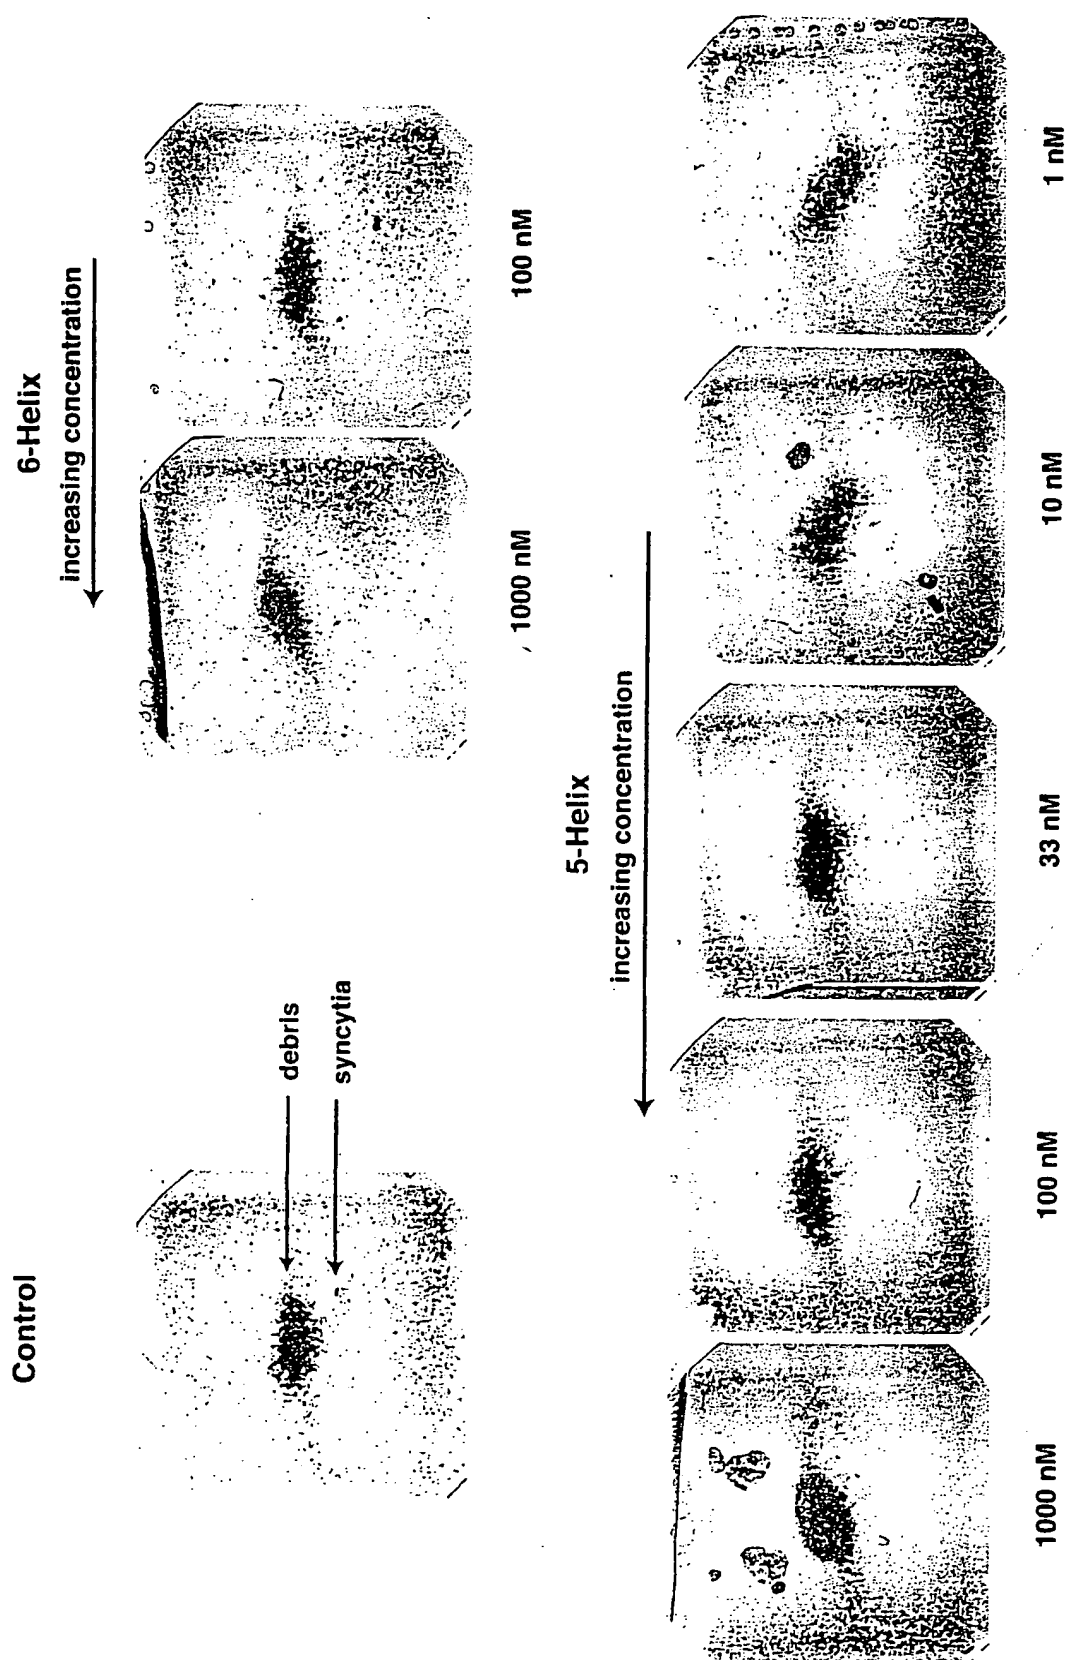 Control
debris
syncytia
6-Helix
increasing concentration
1000 nM
100 nM
5-Helix
increasing concentration
1000 nM
100 nM
33 nM
10 nM
1 nM